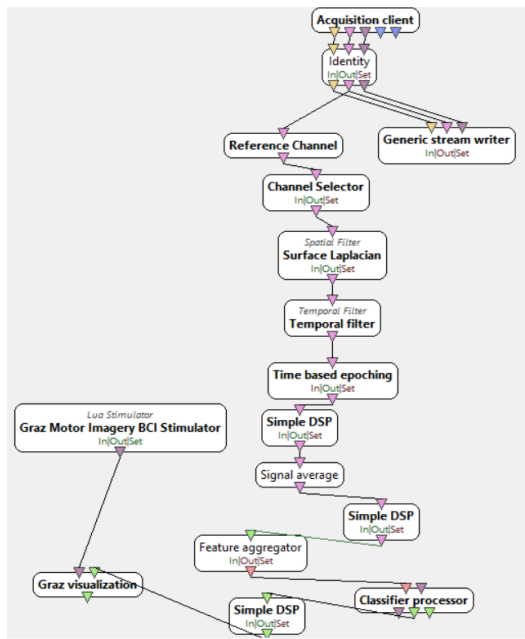 Acquisition client
Identity
In|Out|Set
Generic stream writer
In|Out|Set
Reference Channel
Channel Selector
In|Out|Set
Spatial Filter
Surface Laplacian
In|Out|Set
Temporal Filter
Temporal filter
Time based epoching
In|Out|Set
Lua Stimulator
Graz Motor Imagery BCI Stimulator
In|Out|Set
Simple DSP
In|Out|Set
Signal average
Simple DSP
In|Out|Set
Feature aggregator
In|Out|Set
Graz visualization
Classifier processor
Simple DSP
In|Out|Set